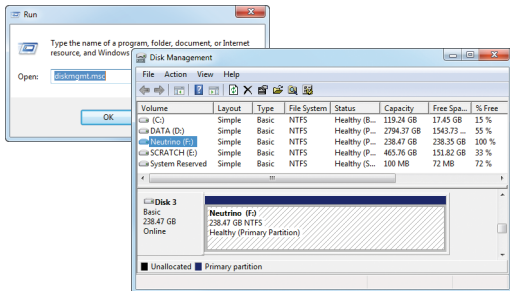 Run
Type the name of a program, folder, document, or Internet
resource, and Windows
Open: diskmgmt.msc
OK
Disk Management
File Action View Help
Volume Layout Type File System Status Capacity Free Spa... % Free
(C:) Simple Basic NTFS Healthy (B... 119.24 GB 17.45 GB 15 %
DATA (D:) Simple Basic NTFS Healthy (P... 2794.37 GB 1543.73 ... 55 %
Neutrino (F:) Simple Basic NTFS Healthy (P... 238.47 GB 238.35 GB 100 %
SCRATCH (E:) Simple Basic NTFS Healthy (P... 465.76 GB 151.82 GB 33 %
System Reserved Simple Basic NTFS Healthy (S... 100 MB 72 MB 72 %
Disk 3
Basic
238.47 GB
Online
Neutrino (F:)
238.47 GB NTFS
Healthy (Primary Partition)
Unallocated Primary partition